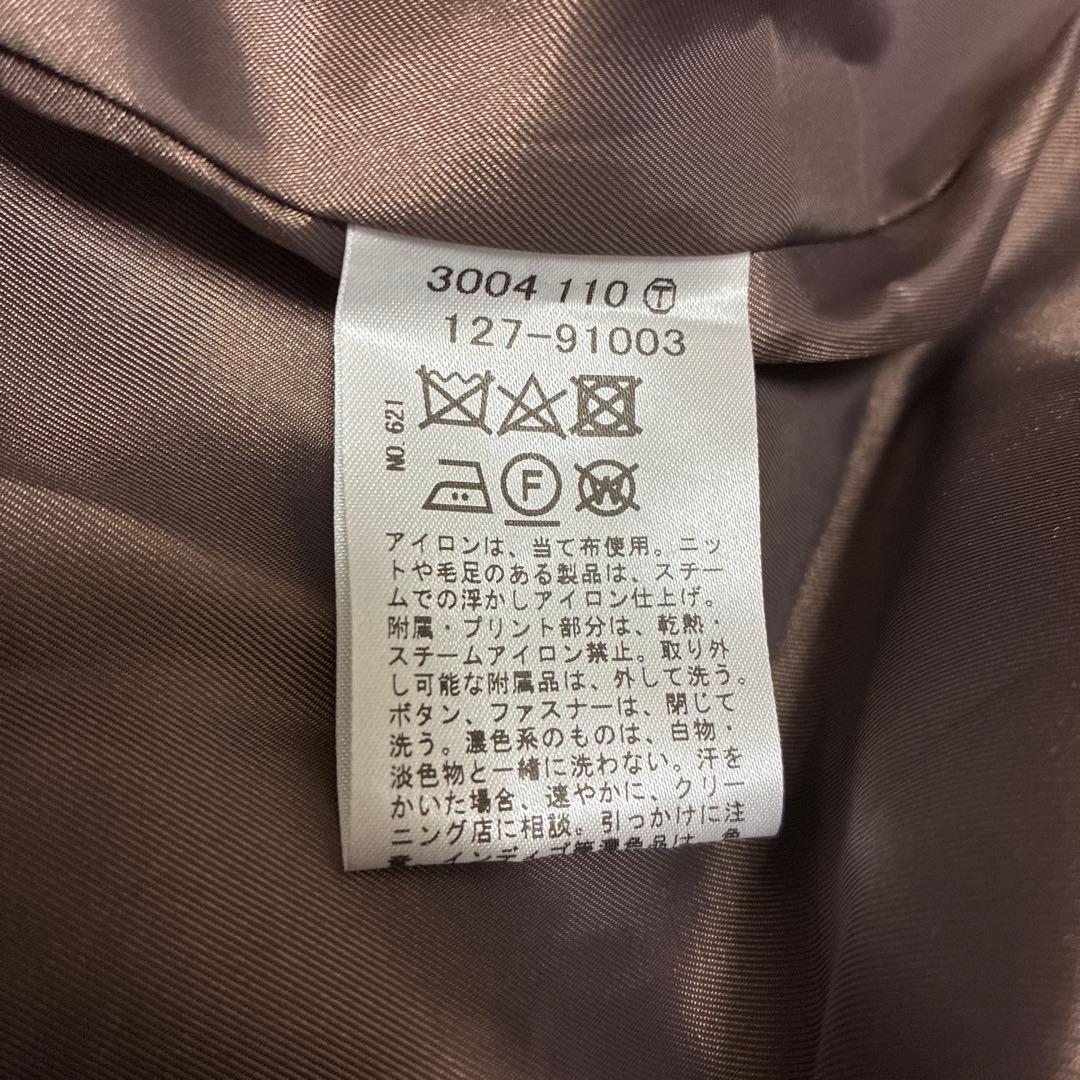 3004 110 Ⓣ
127-91003
NO.621
F
W
アイロンは、当て布使用。ニッ
トや毛足のある製品は、スチー
ムでの浮かしアイロン仕上げ。
附属・プリント部分は、乾熱・
スチームアイロン禁止。取り外
し可能な附属品は、外して洗う。
ボタン、ファスナーは、閉じて
洗う。濃色系のものは、白物・
淡色物と一緒に洗わない。汗を
かいた場合、速やかに、クリー
ニング店に相談。引っかけに注